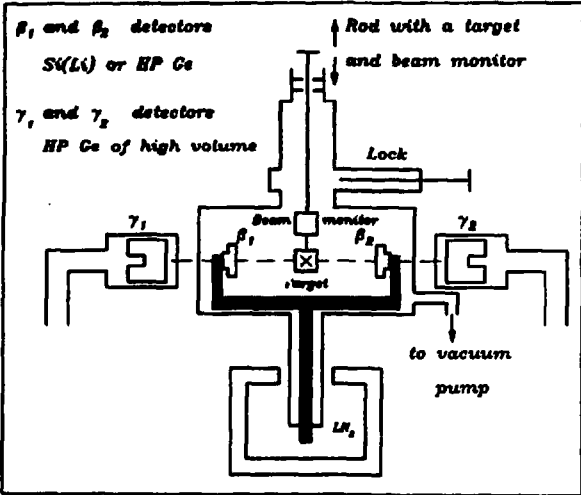 β₁ and β₂ detectors
Si(Li) or HP Ge
γ₁ and γ₂ detectors
HP Ge of high volume
Rod with a target
and beam monitor
Lock
γ₁
Beam monitor
γ₂
β₁
β₂
Target
to vacuum
pump
LN₂